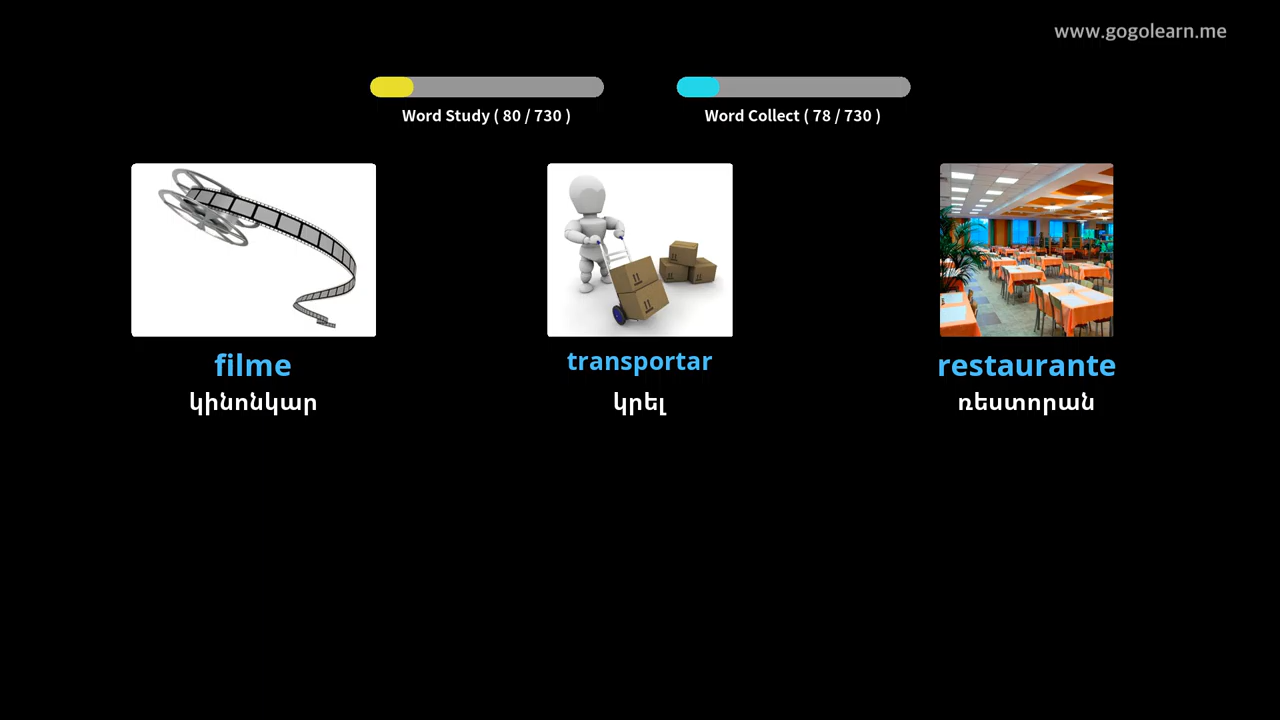 www.gogolearn.me
Word Study ( 80 / 730 )
Word Collect ( 78 / 730 )
filme
transportar
restaurante
կինոնկար
կրել
ռեստորան